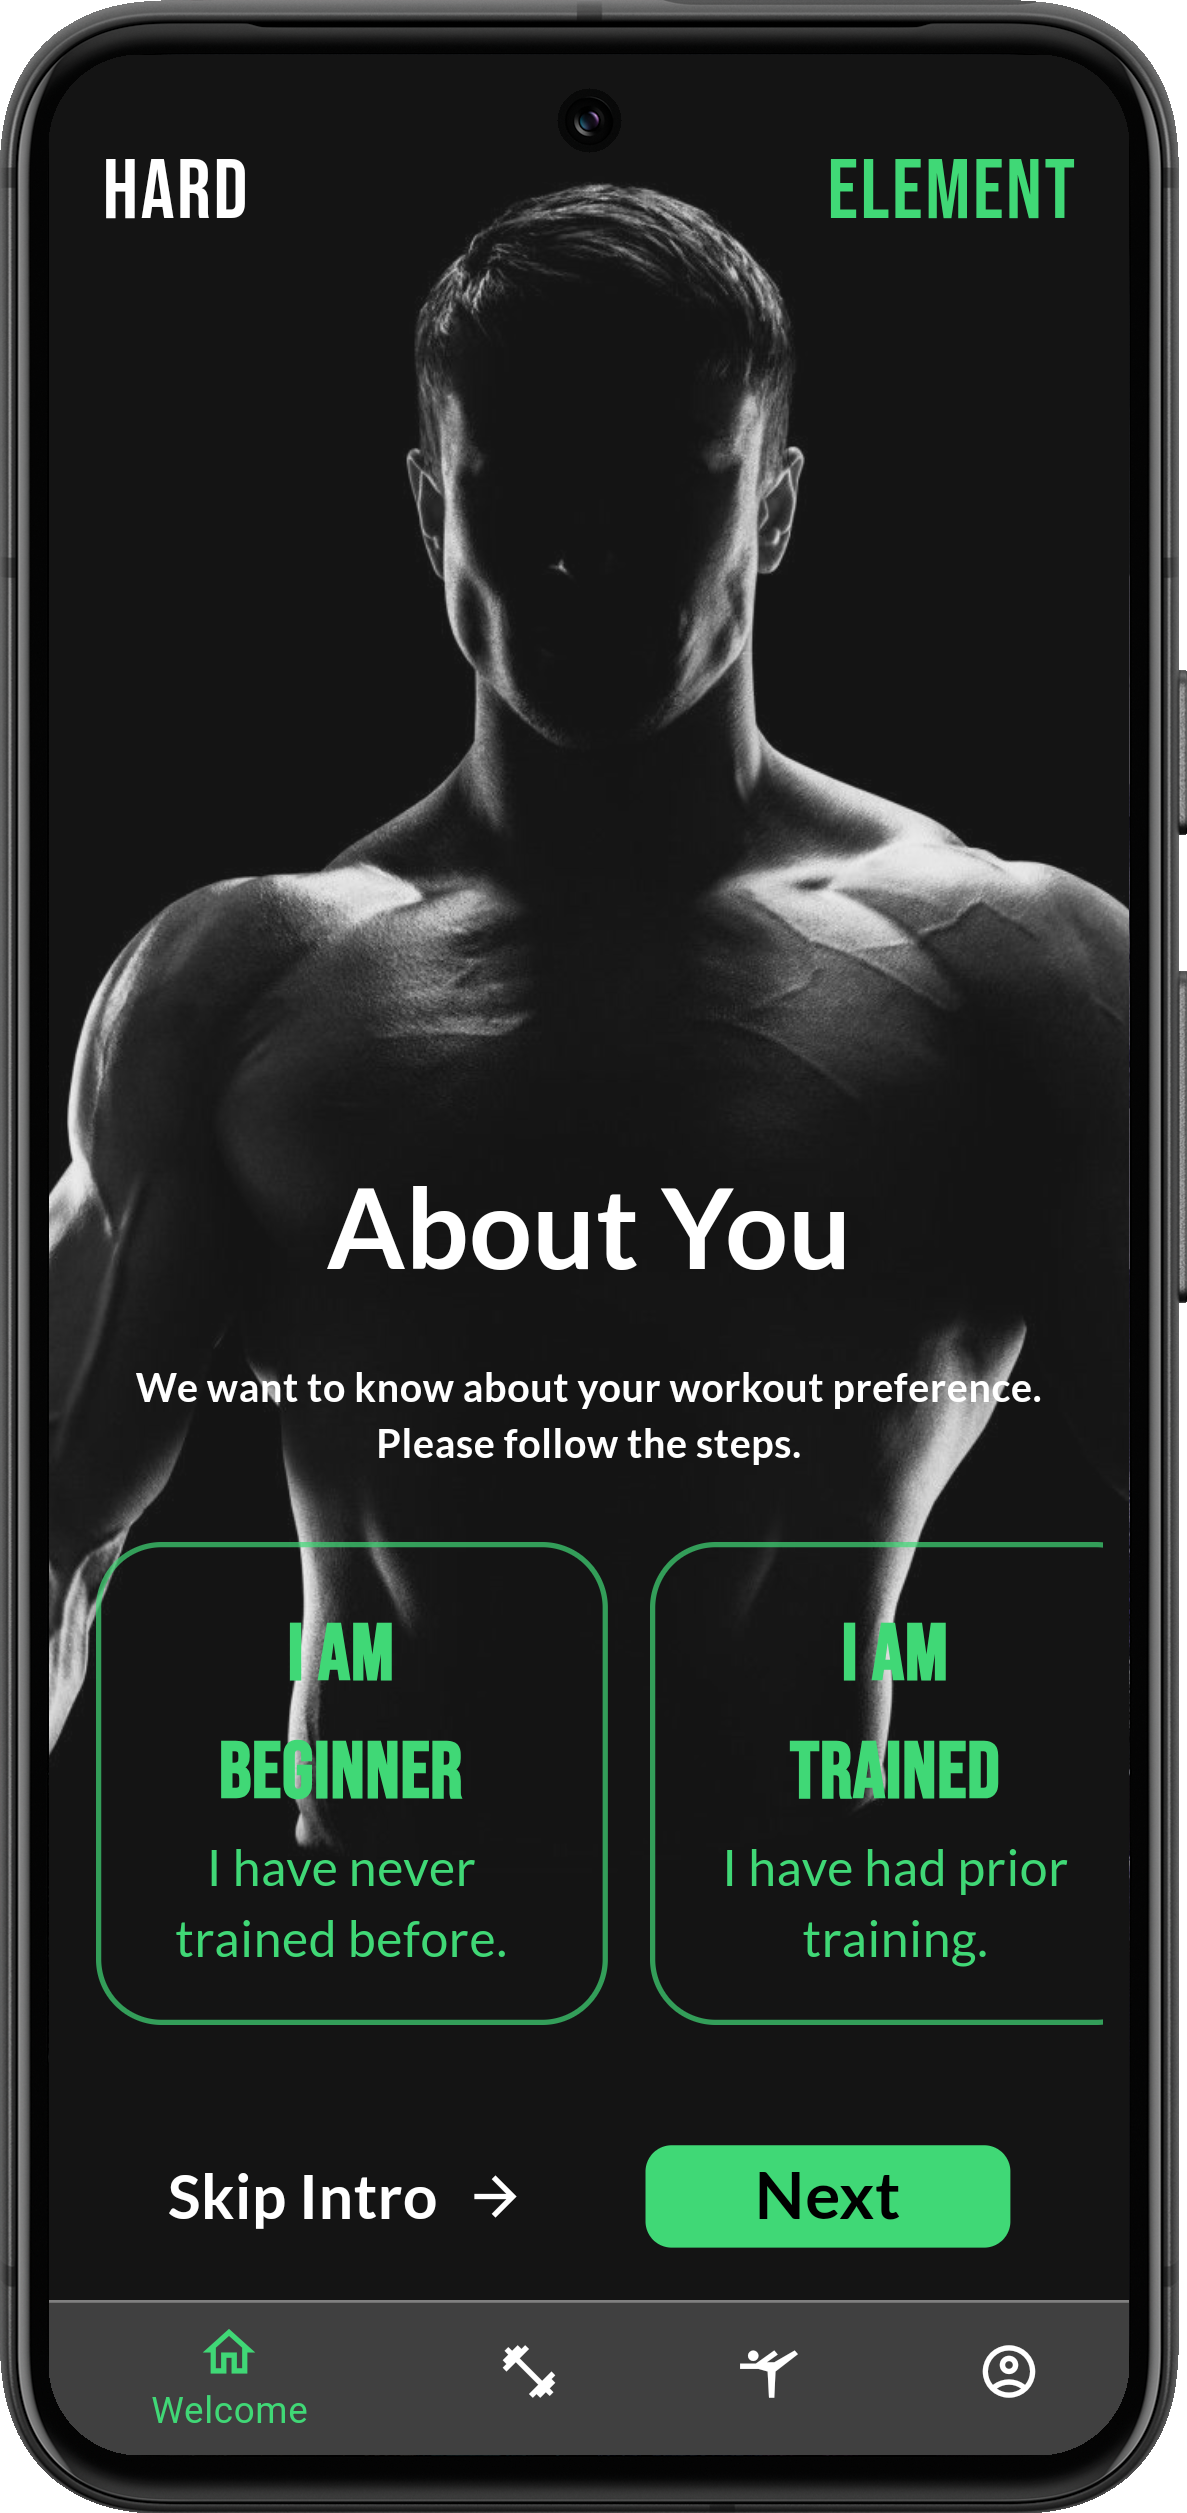 HARD ELEMENT
About You
We want to know about your workout preference.
Please follow the steps.
I AM
BEGINNER
I have never
trained before.
I AM
TRAINED
I have had prior
training.
Skip Intro
Next
Welcome